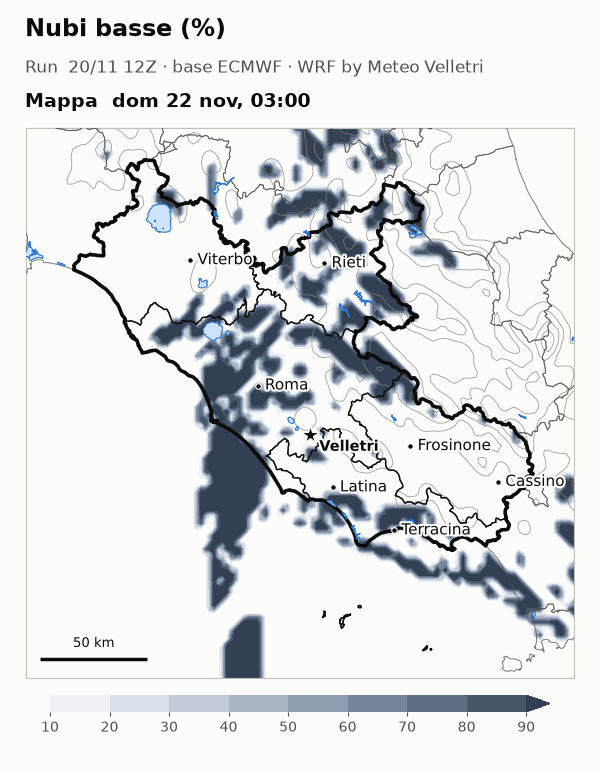 Nubi basse (%)
Run 20/11 12Z · base ECMWF · WRF by Meteo Velletri
Mappa dom 22 nov, 03:00
Viterbo
Rieti
Roma
Velletri
Frosinone
Latina
Cassino
Terracina
50 km
10 20 30 40 50 60 70 80 90